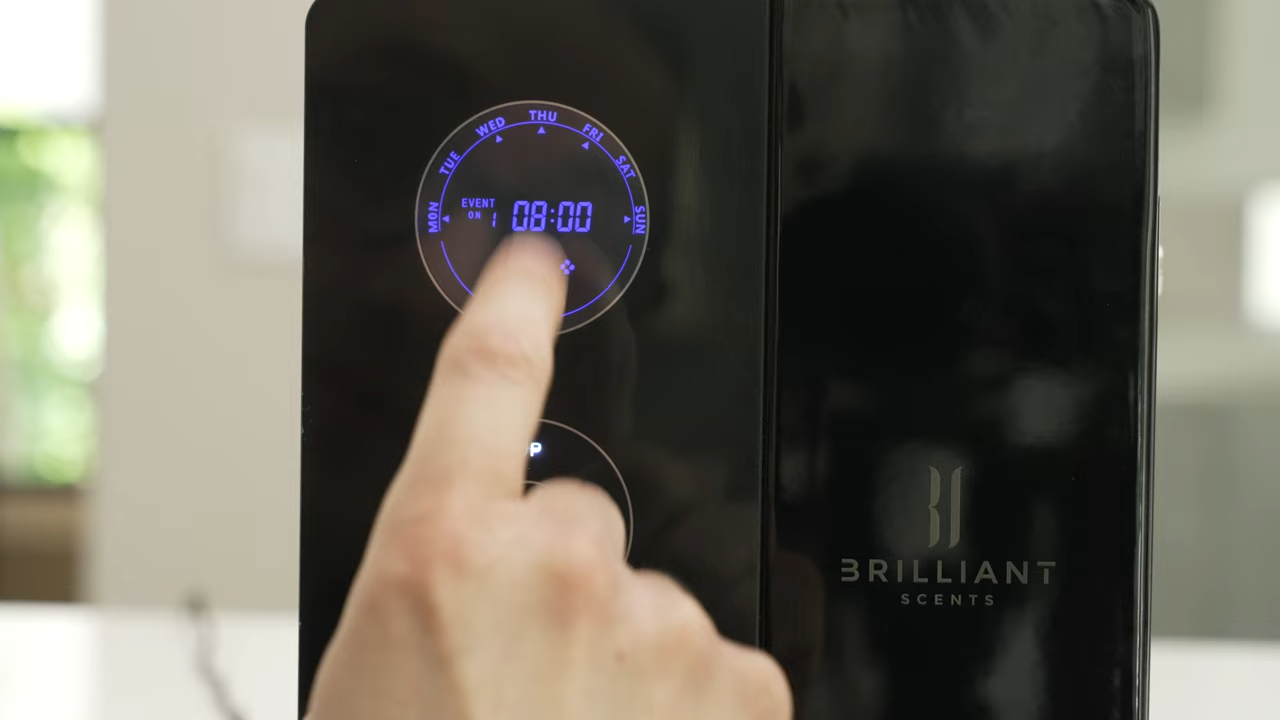 MON TUE WED THU FRI SAT SUN
EVENT
ON 1 08:00
P
BRILLIANT
SCENTS